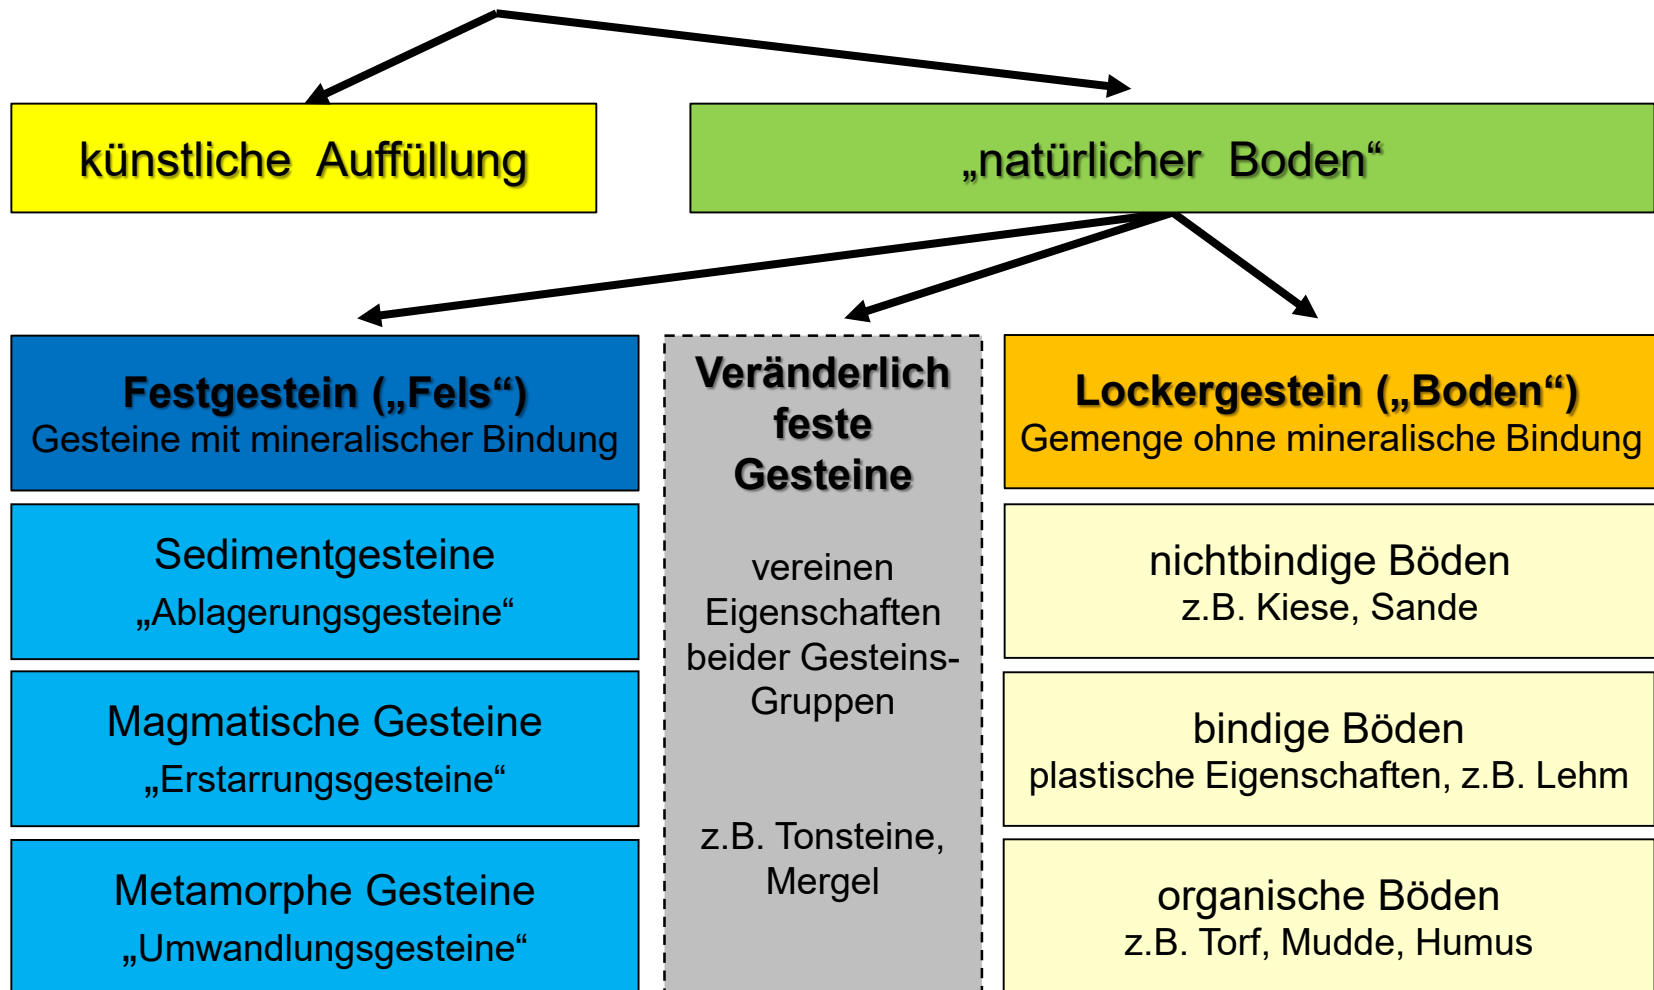 künstliche Auffüllung
„natürlicher Boden“
Festgestein („Fels“)
Gesteine mit mineralischer Bindung
Sedimentgesteine
„Ablagerungsgesteine“
Magmatische Gesteine
„Erstarrungsgesteine“
Metamorphe Gesteine
„Umwandlungsgesteine“
Veränderlich
feste
Gesteine
vereinen
Eigenschaften
beider Gesteins-
Gruppen
z.B. Tonsteine,
Mergel
Lockergestein („Boden“)
Gemenge ohne mineralische Bindung
nichtbindige Böden
z.B. Kiese, Sande
bindige Böden
plastische Eigenschaften, z.B. Lehm
organische Böden
z.B. Torf, Mudde, Humus